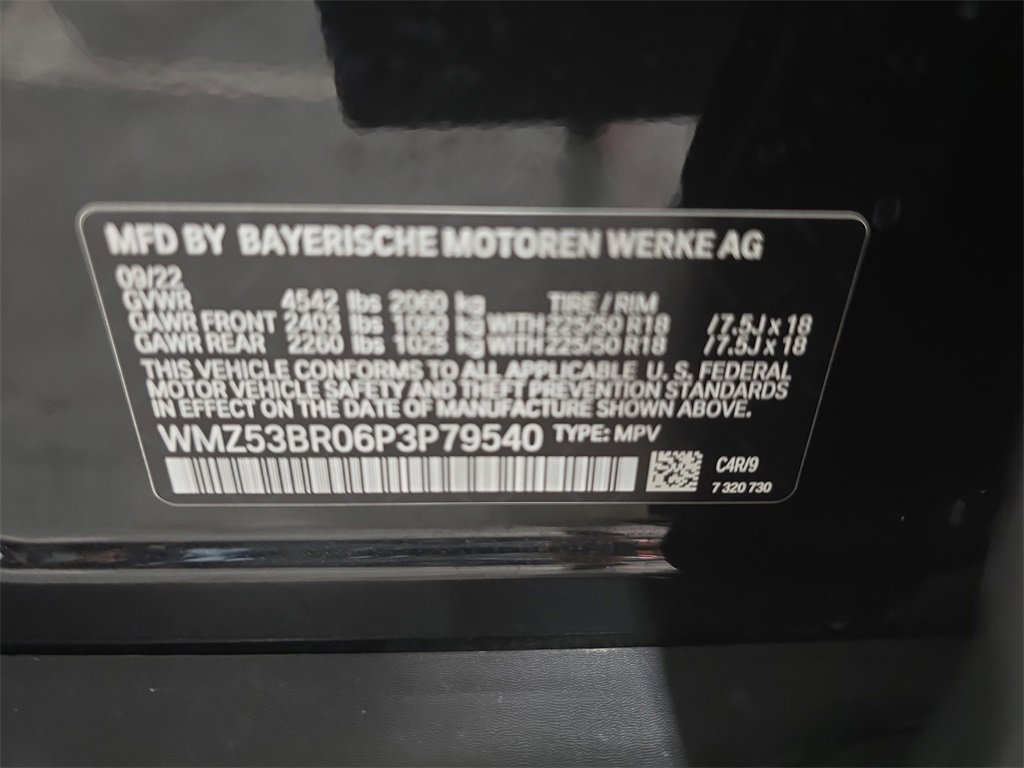 MFD BY BAYERISCHE MOTOREN WERKE AG
09/22
GVWR 4542 lbs 2060 kg TIRE / RIM
GAWR FRONT 2403 lbs 1090 kg WITH 225/50 R18 / 7.5J x 18
GAWR REAR 2260 lbs 1025 kg WITH 225/50 R18 / 7.5J x 18
THIS VEHICLE CONFORMS TO ALL APPLICABLE U. S. FEDERAL
MOTOR VEHICLE SAFETY AND THEFT PREVENTION STANDARDS
IN EFFECT ON THE DATE OF MANUFACTURE SHOWN ABOVE.
WMZ53BR06P3P79540 TYPE: MPV
C4R/9
7 320 730